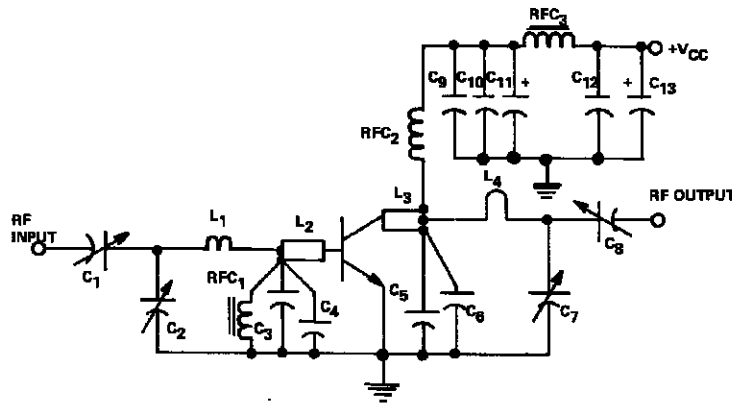 RFC3
+VCC
C9 C10 C11 + C12 + C13
RFC2
L4
L3
RF OUTPUT
RF
INPUT
L1
L2
C8
C1
RFC1
C5
C2
C3
C4
C6
C7